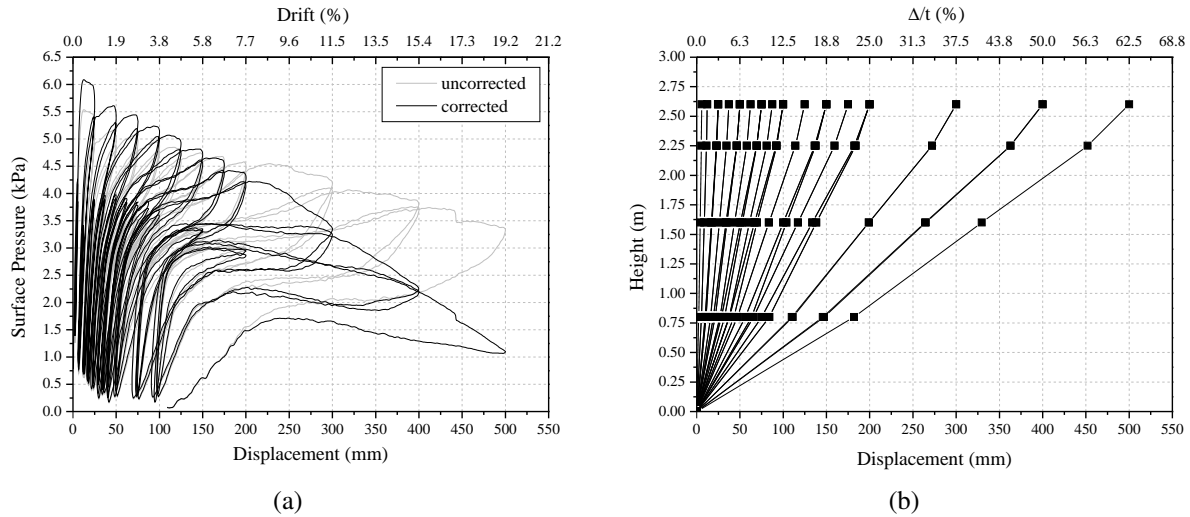 Drift (%)
0.0 1.9 3.8 5.8 7.7 9.6 11.5 13.5 15.4 17.3 19.2 21.2
6.5
6.0
5.5
5.0
4.5
4.0
3.5
3.0
2.5
2.0
1.5
1.0
0.5
0.0
Surface Pressure (kPa)
uncorrected
corrected
0 50 100 150 200 250 300 350 400 450 500 550
Displacement (mm)
(a)
Δ/t (%)
0.0 6.3 12.5 18.8 25.0 31.3 37.5 43.8 50.0 56.3 62.5 68.8
3.00
2.75
2.50
2.25
2.00
1.75
1.50
1.25
1.00
0.75
0.50
0.25
0.00
Height (m)
0 50 100 150 200 250 300 350 400 450 500 550
Displacement (mm)
(b)